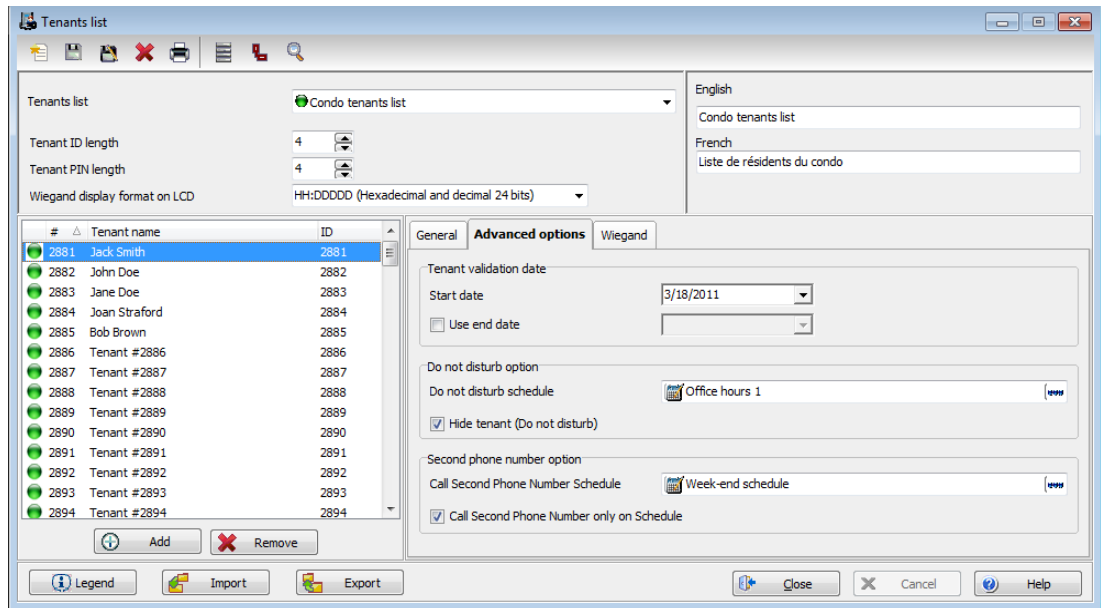 Tenants list
Tenants list
Condo tenants list
Tenant ID length
4
Tenant PIN length
4
Wiegand display format on LCD
HH:DDDDD (Hexadecimal and decimal 24 bits)
English
Condo tenants list
French
Liste de résidents du condo
# Tenant name ID
2881 Jack Smith 2881
2882 John Doe 2882
2883 Jane Doe 2883
2884 Joan Straford 2884
2885 Bob Brown 2885
2886 Tenant #2886 2886
2887 Tenant #2887 2887
2888 Tenant #2888 2888
2889 Tenant #2889 2889
2890 Tenant #2890 2890
2891 Tenant #2891 2891
2892 Tenant #2892 2892
2893 Tenant #2893 2893
2894 Tenant #2894 2894
Add Remove
General Advanced options Wiegand
Tenant validation date
Start date 3/18/2011
Use end date
Do not disturb option
Do not disturb schedule Office hours 1
Hide tenant (Do not disturb)
Second phone number option
Call Second Phone Number Schedule Week-end schedule
Call Second Phone Number only on Schedule
Legend Import Export Close Cancel Help